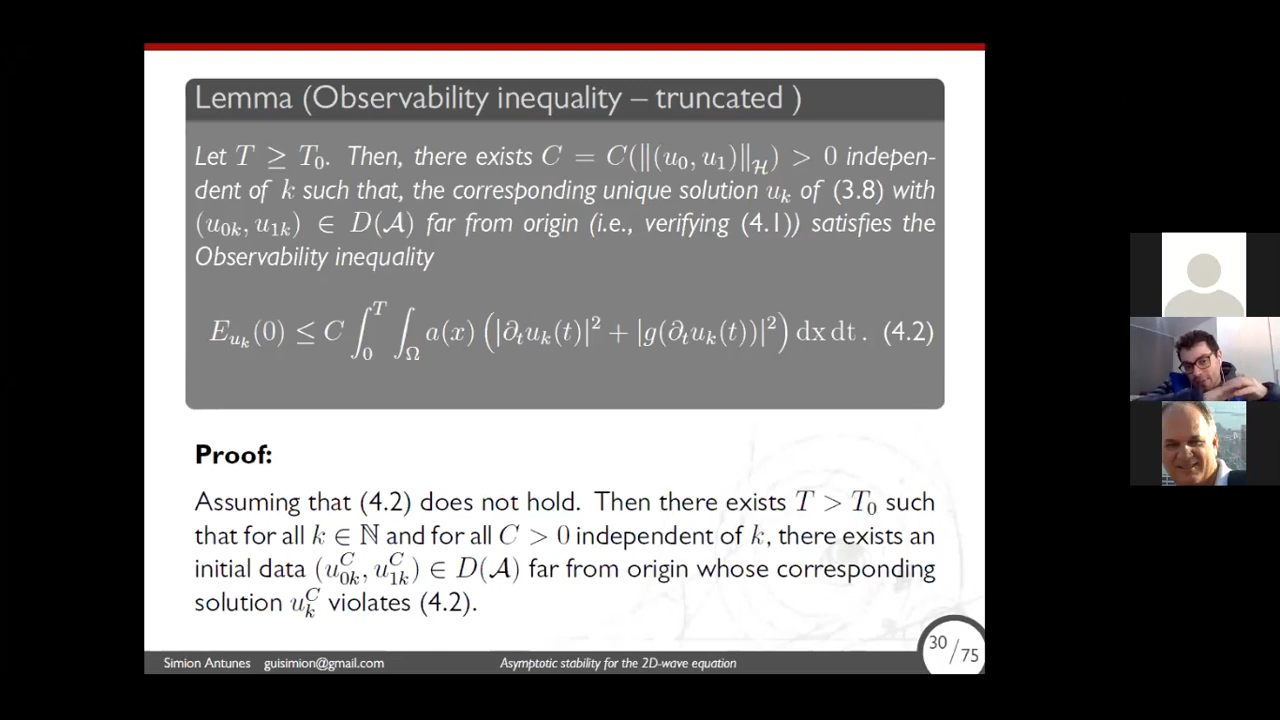 Lemma (Observability inequality – truncated )
Let T ≥ T₀. Then, there exists C = C(‖(u₀, u₁)‖_ℋ) > 0 indepen-
dent of k such that, the corresponding unique solution u_k of (3.8) with
(u_{0k}, u_{1k}) ∈ D(𝒜) far from origin (i.e., verifying (4.1)) satisfies the
Observability inequality
E_{u_k}(0) ≤ C ∫_0^T ∫_Ω a(x) (|∂_t u_k(t)|² + |g(∂_t u_k(t))|²) dx dt . (4.2)
Proof:
Assuming that (4.2) does not hold. Then there exists T > T₀ such
that for all k ∈ ℕ and for all C > 0 independent of k, there exists an
initial data (u_{0k}^C, u_{1k}^C) ∈ D(𝒜) far from origin whose corresponding
solution u_k^C violates (4.2).
Simion Antunes guisimion@gmail.com Asymptotic stability for the 2D-wave equation 30/75